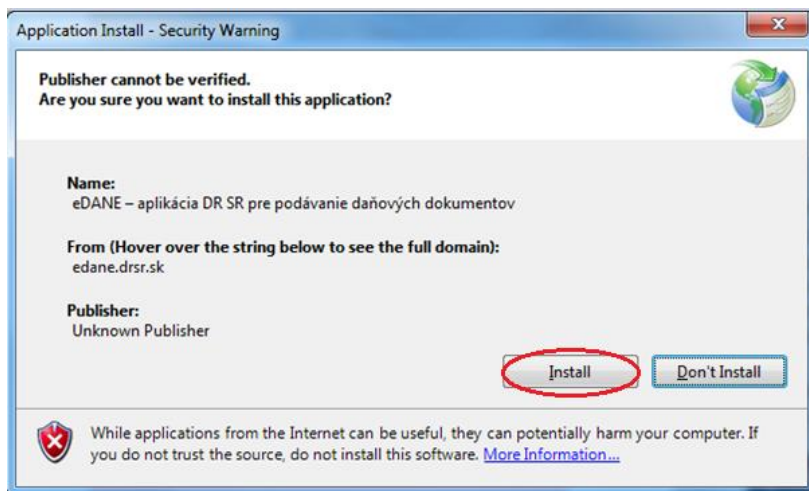 Application Install - Security Warning
Publisher cannot be verified.
Are you sure you want to install this application?
Name:
eDANE – aplikácia DR SR pre podávanie daňových dokumentov
From (Hover over the string below to see the full domain):
edane.drsr.sk
Publisher:
Unknown Publisher
Install
Don't Install
While applications from the Internet can be useful, they can potentially harm your computer. If
you do not trust the source, do not install this software. More Information...